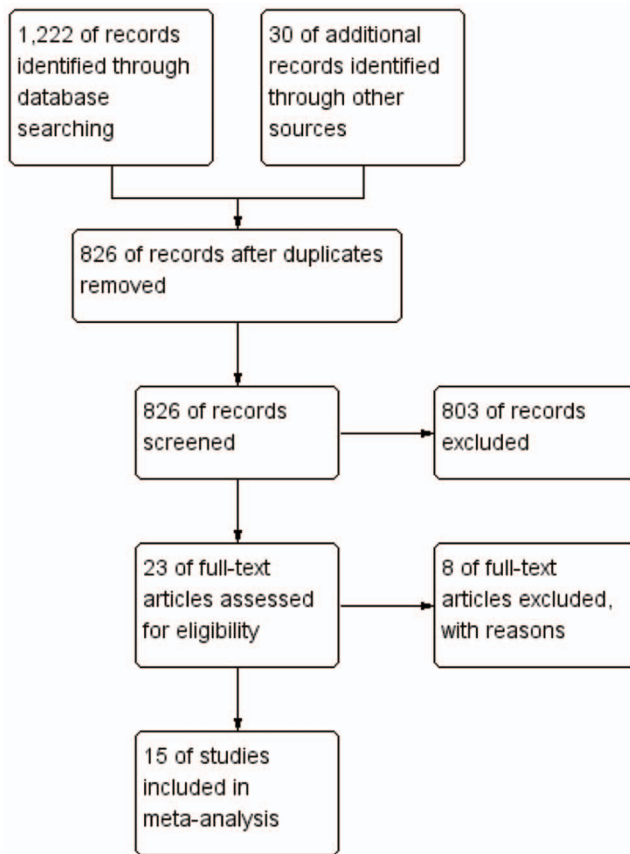 1,222 of records
identified through
database
searching
30 of additional
records identified
through other
sources
826 of records after duplicates
removed
826 of records
screened
803 of records
excluded
23 of full-text
articles assessed
for eligibility
8 of full-text
articles excluded,
with reasons
15 of studies
included in
meta-analysis